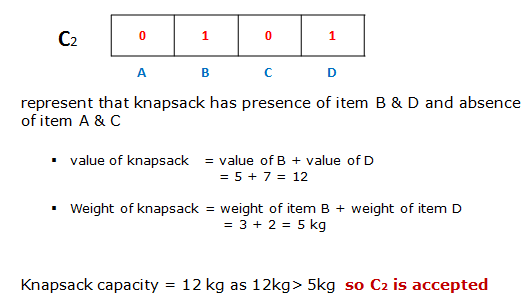 C2 0 1 0 1
A B C D
represent that knapsack has presence of item B & D and absence
of item A & C
▪ value of knapsack = value of B + value of D
= 5 + 7 = 12
▪ Weight of knapsack = weight of item B + weight of item D
= 3 + 2 = 5 kg
Knapsack capacity = 12 kg as 12kg> 5kg so C2 is accepted